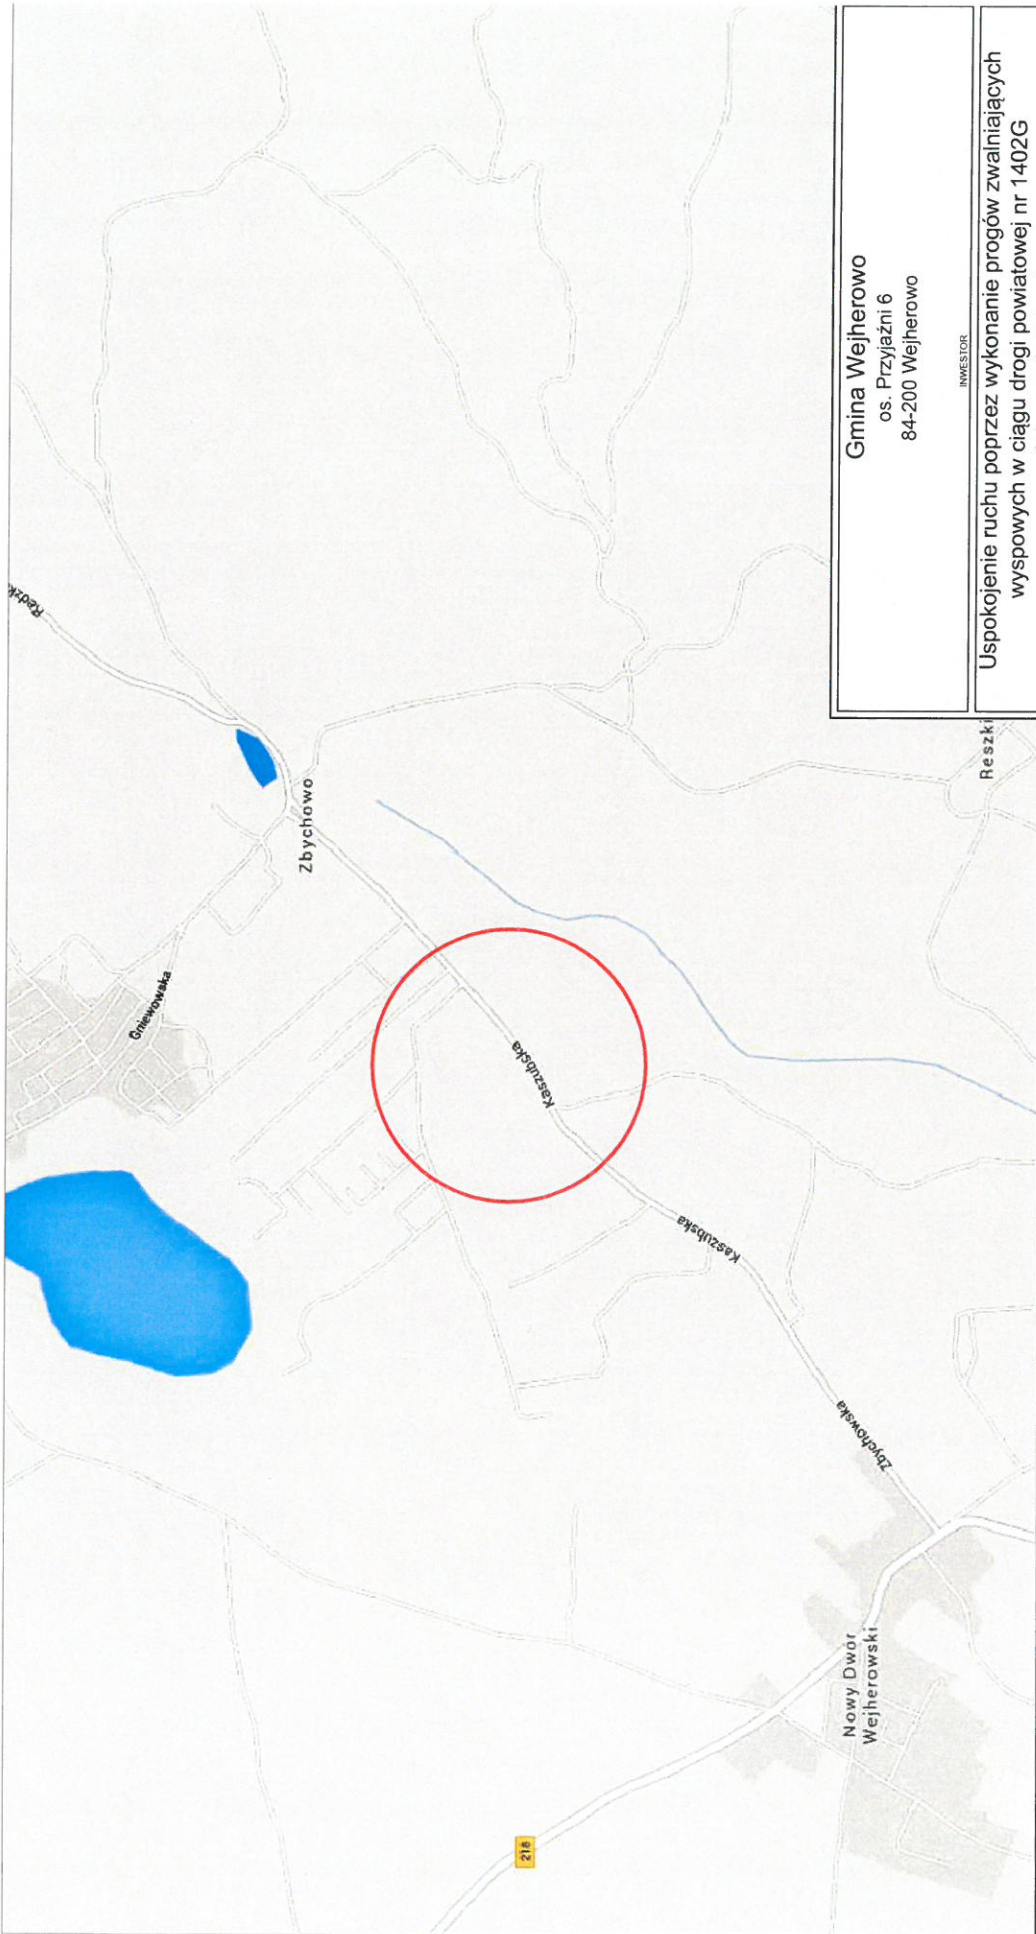 Redzk
Zbychowo
Gniewowska
Kaszubska
Kaszubska
Zbychowska
Nowy Dwór
Wejherowski
218
Reszki
Gmina Wejherowo
os. Przyjaźni 6
84-200 Wejherowo
INWESTOR
Uspokojenie ruchu poprzez wykonanie progów zwalniających
wyspowych w ciągu drogi powiatowej nr 1402G